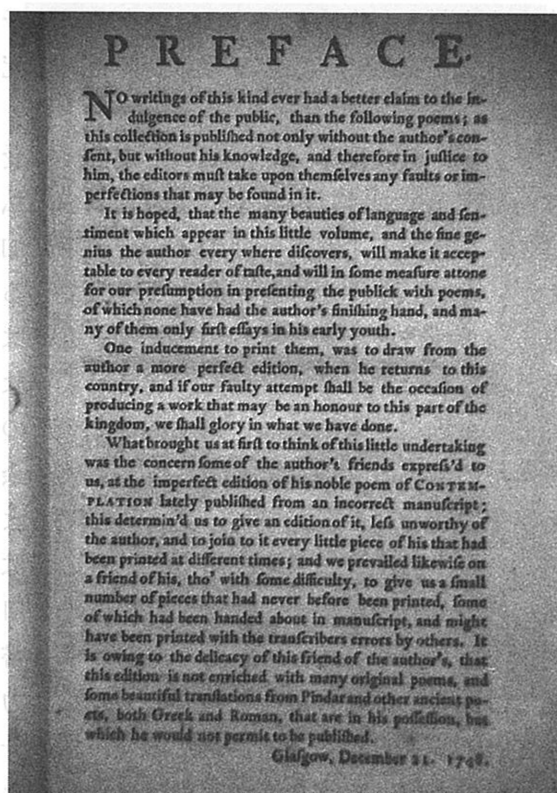 PREFACE.
NO writings of this kind ever had a better claim to the in-
dulgence of the public, than the following poems; as
this collection is publiſhed not only without the author's con-
ſent, but without his knowledge, and therefore in juſtice to
him, the editors muſt take upon themſelves any faults or im-
perfections that may be found in it.
It is hoped, that the many beauties of language and ſen-
timent which appear in this little volume, and the fine ge-
nius the author every where diſcovers, will make it accep-
table to every reader of taſte, and will in ſome meaſure attone
for our preſumption in preſenting the publick with poems,
of which none have had the author's finiſhing hand, and ma-
ny of them only firſt eſſays in his early youth.
One inducement to print them, was to draw from the
author a more perfect edition, when he returns to this
country, and if our faulty attempt ſhall be the occaſion of
producing a work that may be an honour to this part of the
kingdom, we ſhall glory in what we have done.
What brought us at firſt to think of this little undertaking
was the concern ſome of the author's friends expreſs'd to
us, at the imperfect edition of his noble poem of CONTEM-
PLATION lately publiſhed from an incorrect manuſcript;
this determin'd us to give an edition of it, leſs unworthy of
the author, and to join to it every little piece of his that had
been printed at different times; and we prevailed likewiſe on
a friend of his, tho' with ſome difficulty, to give us a ſmall
number of pieces that had never before been printed, ſome
of which had been handed about in manuſcript, and might
have been printed with the tranſcribers errors by others. It
is owing to the delicacy of this friend of the author's, that
this edition is not enriched with many original poems, and
ſome beautiful tranſlations from Pindar and other ancient po-
ets, both Greek and Roman, that are in his poſſeſſion, but
which he would not permit to be publiſhed.
Glaſgow, December 21. 1748.